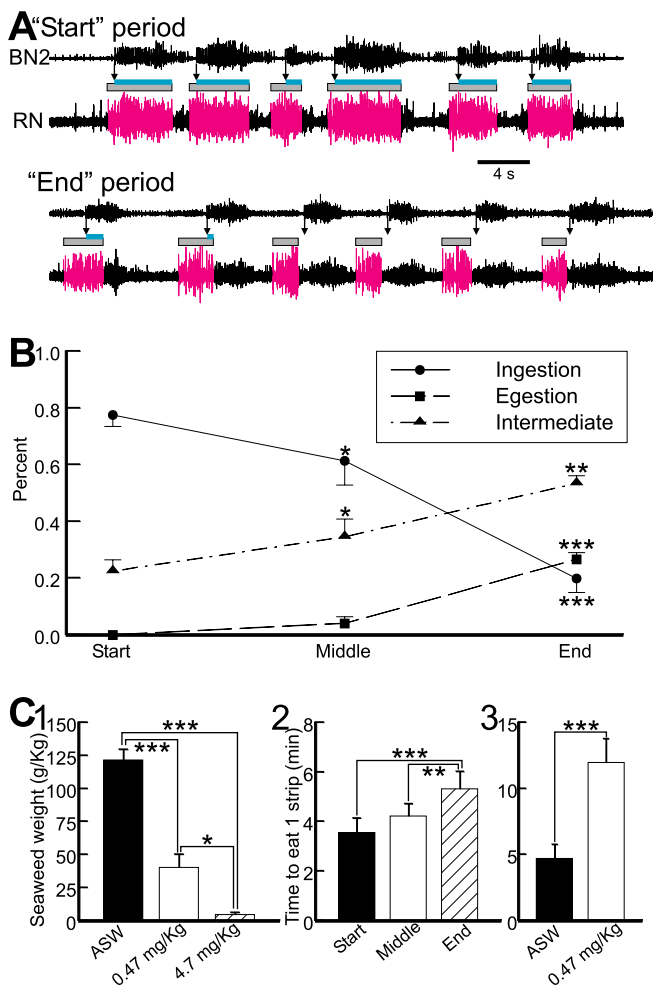 A "Start" period
BN2
RN
4 s
"End" period
B
1.0
0.8
0.6
0.4
0.2
0.0
Percent
Ingestion
Egestion
Intermediate
*
*
**
***
***
Start Middle End
C1
150
125
100
75
50
25
0
Seaweed weight (g/Kg)
***
***
*
ASW
0.47 mg/Kg
4.7 mg/Kg
2
8
6
4
2
0
Time to eat 1 strip (min)
***
**
Start
Middle
End
3
15
10
5
0
***
ASW
0.47 mg/Kg